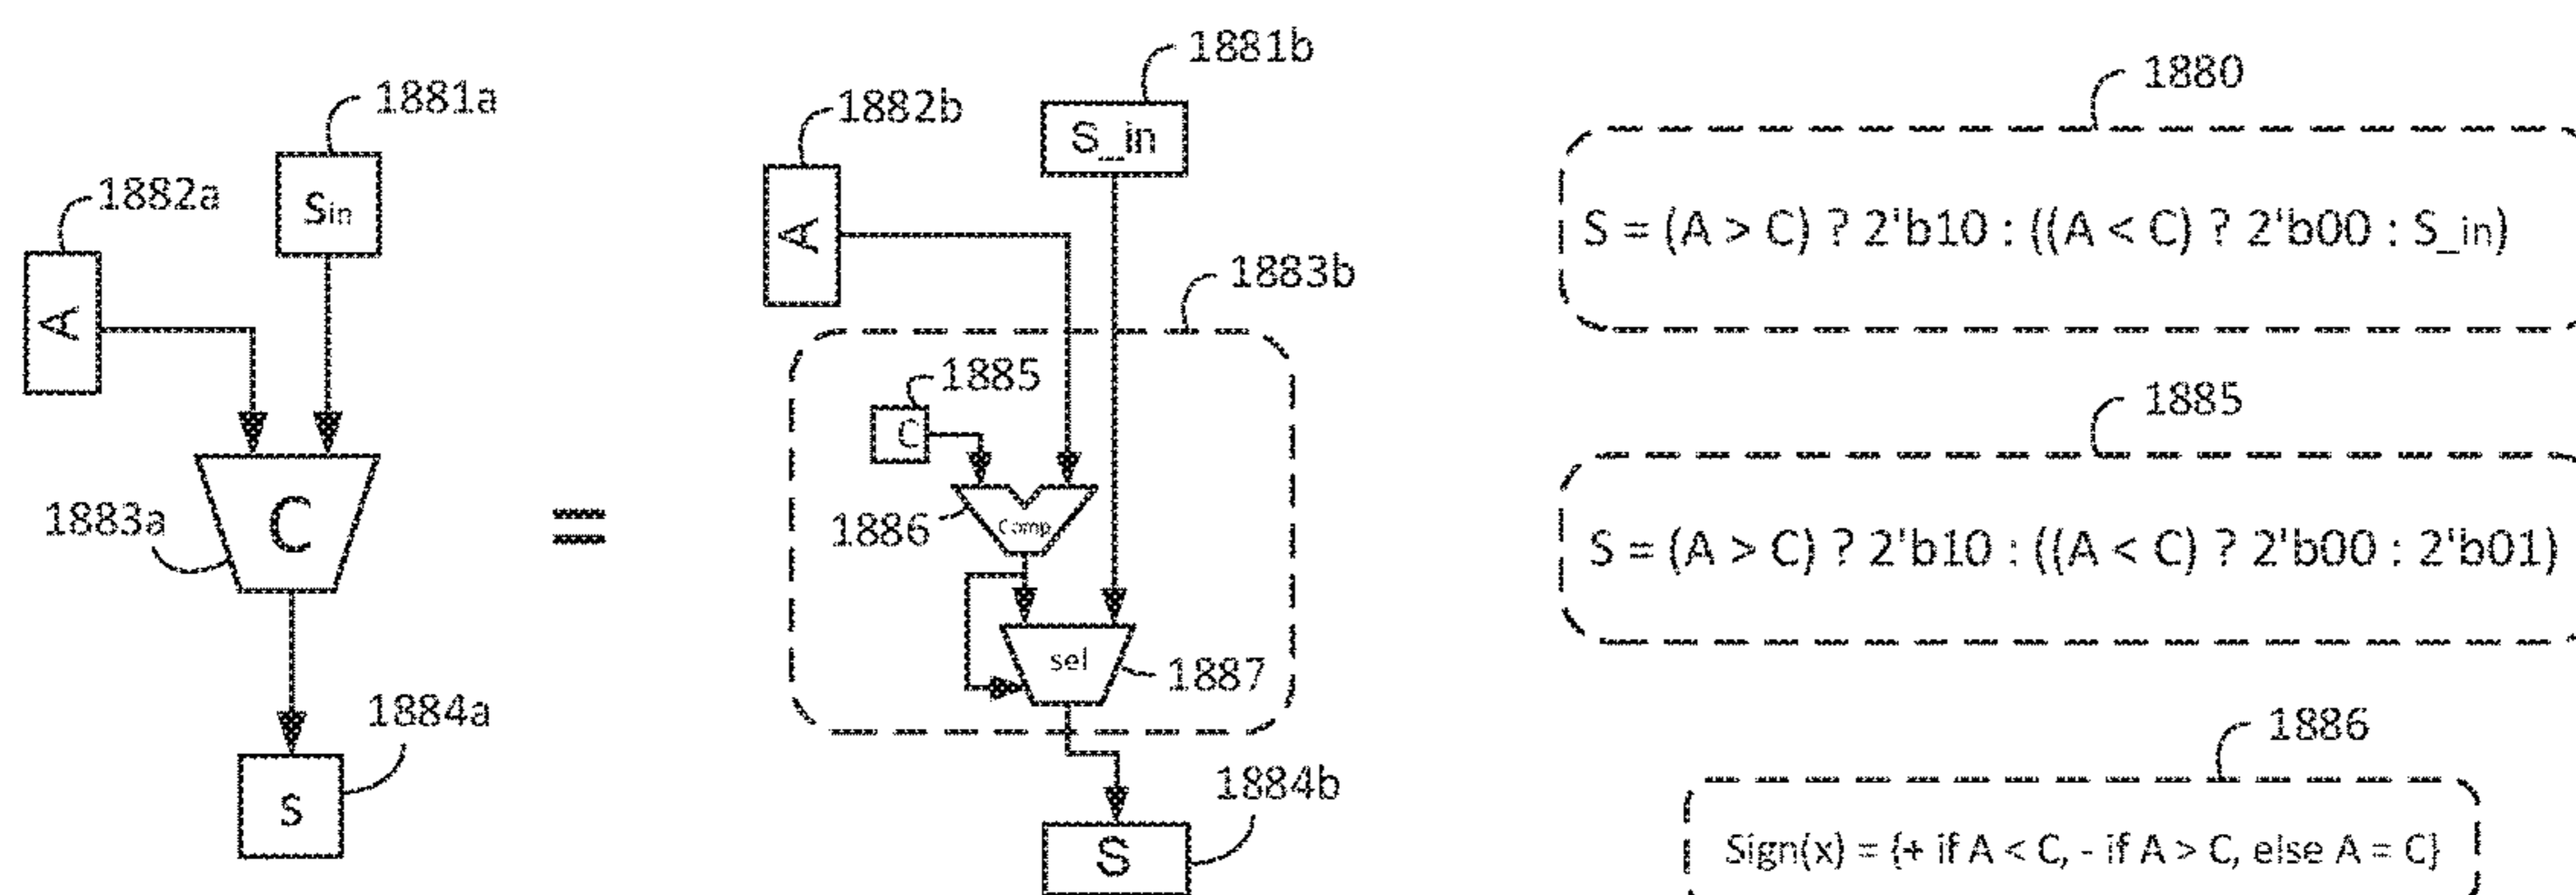 1881a
1882a
Sin
A
1883a
C
1884a
S
=
1881b
1882b
S_in
A
1883b
1885
C
1886
Comp
sel
1887
1884b
S
1880
S = (A > C) ? 2'b10 : ((A < C) ? 2'b00 : S_in)
1885
S = (A > C) ? 2'b10 : ((A < C) ? 2'b00 : 2'b01)
1886
Sign(x) = {+ if A < C, - if A > C, else A = C}